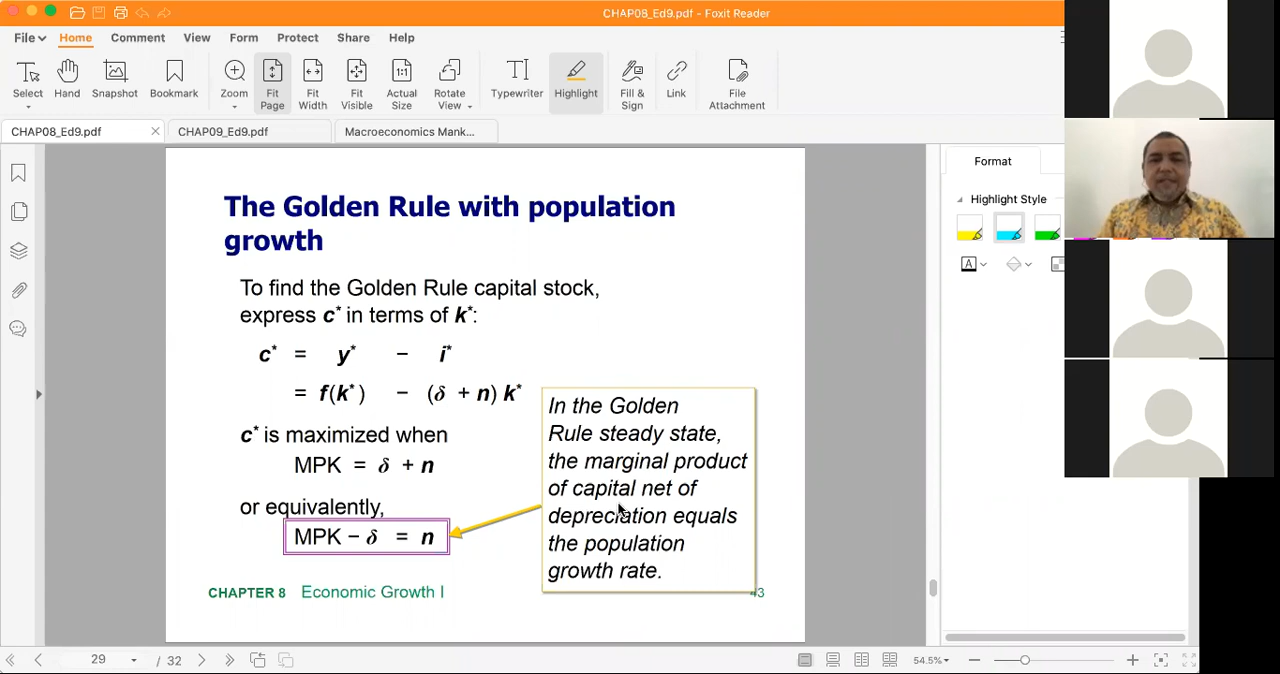 CHAP08_Ed9.pdf - Foxit Reader
File Home Comment View Form Protect Share Help
Select Hand Snapshot Bookmark Zoom Fit Page Fit Width Fit Visible Actual Size Rotate View Typewriter Highlight Fill & Sign Link File Attachment
CHAP08_Ed9.pdf CHAP09_Ed9.pdf Macroeconomics Mank...
The Golden Rule with population
growth
To find the Golden Rule capital stock,
express c* in terms of k*:
c* = y* − i*
= f(k*) − (δ + n) k*
c* is maximized when
MPK = δ + n
or equivalently,
MPK − δ = n
In the Golden
Rule steady state,
the marginal product
of capital net of
depreciation equals
the population
growth rate.
CHAPTER 8 Economic Growth I
43
Format
Highlight Style
A
1:1
29 / 32
54.5%